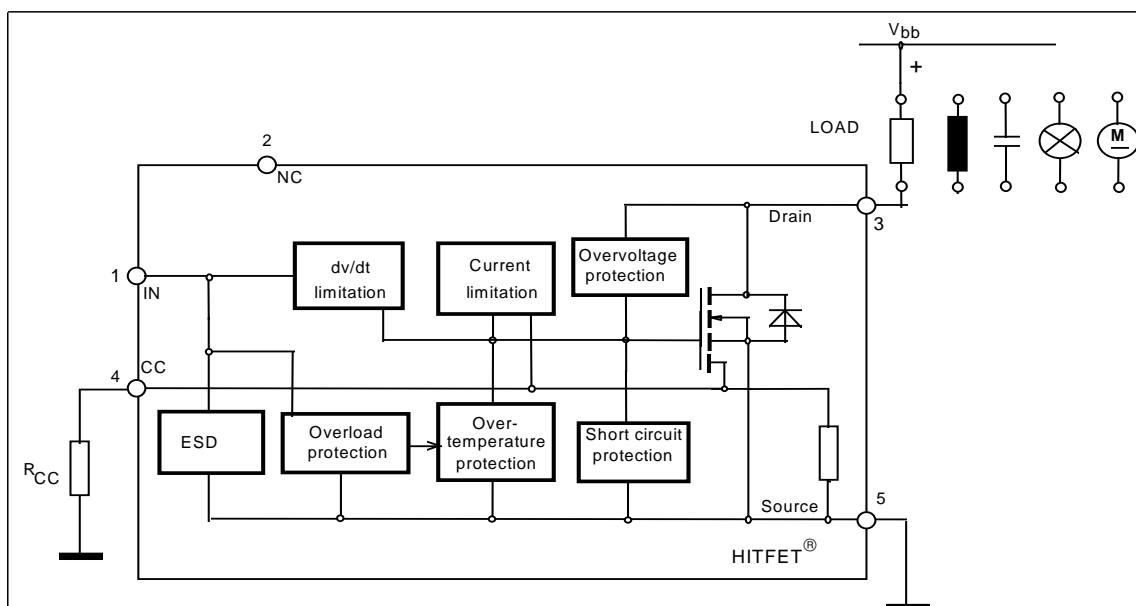 Vbb
+
LOAD
M
2
NC
Drain
3
1
IN
dv/dt
limitation
Current
limitation
Overvoltage
protection
CC
4
RCC
ESD
Overload
protection
Over-
temperature
protection
Short circuit
protection
Source
5
HITFET®